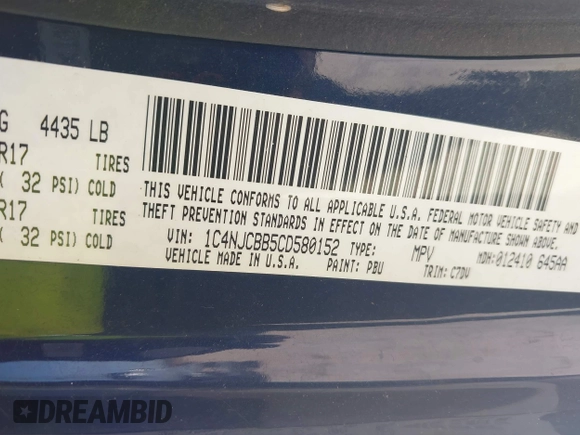 G 4435 LB
R17 TIRES
( 32 PSI) COLD
R17 TIRES
( 32 PSI) COLD
THIS VEHICLE CONFORMS TO ALL APPLICABLE U.S.A. FEDERAL MOTOR VEHICLE SAFETY AND
THEFT PREVENTION STANDARDS IN EFFECT ON THE DATE OF MANUFACTURE SHOWN ABOVE.
VIN: 1C4NJCBB5CD580152 TYPE: MPV MDH:012410 645AA
VEHICLE MADE IN U.S.A. PAINT: PBU TRIM: C7DV
DREAMBID